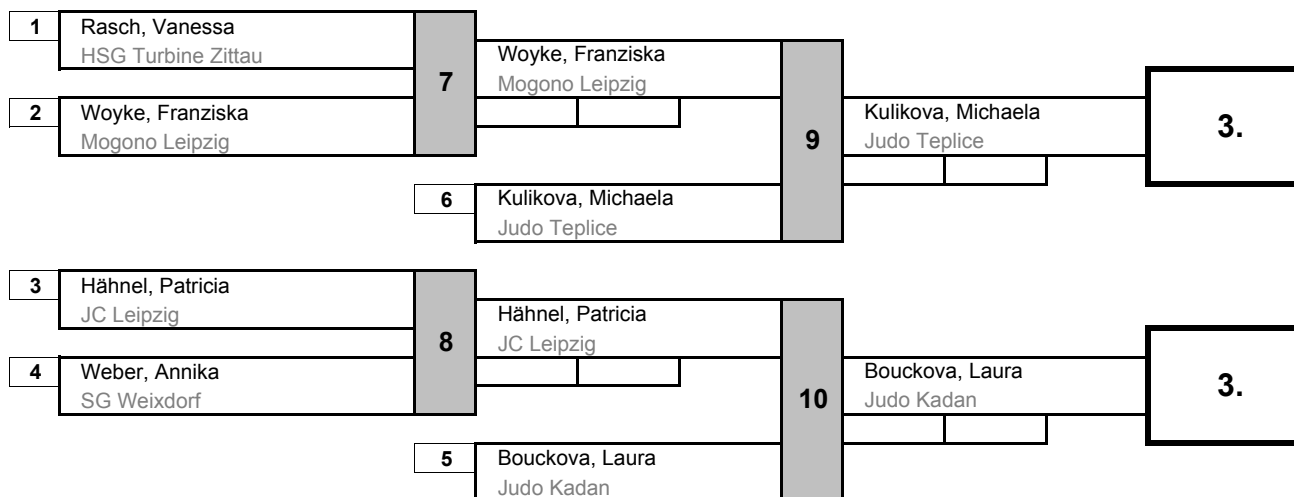 1
Rasch, Vanessa
HSG Turbine Zittau
2
Woyke, Franziska
Mogono Leipzig
7
Woyke, Franziska
Mogono Leipzig
6
Kulikova, Michaela
Judo Teplice
9
Kulikova, Michaela
Judo Teplice
3.
3
Hähnel, Patricia
JC Leipzig
4
Weber, Annika
SG Weixdorf
8
Hähnel, Patricia
JC Leipzig
5
Bouckova, Laura
Judo Kadan
10
Bouckova, Laura
Judo Kadan
3.